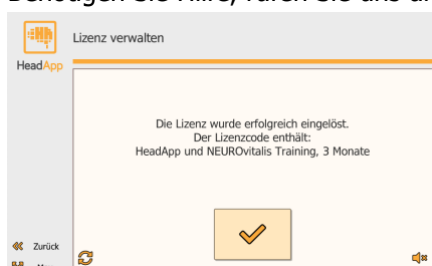 Lizenz verwalten
HeadApp
Die Lizenz wurde erfolgreich eingelöst.
Der Lizenzcode enthält:
HeadApp und NEUROvitalis Training, 3 Monate
Zurück